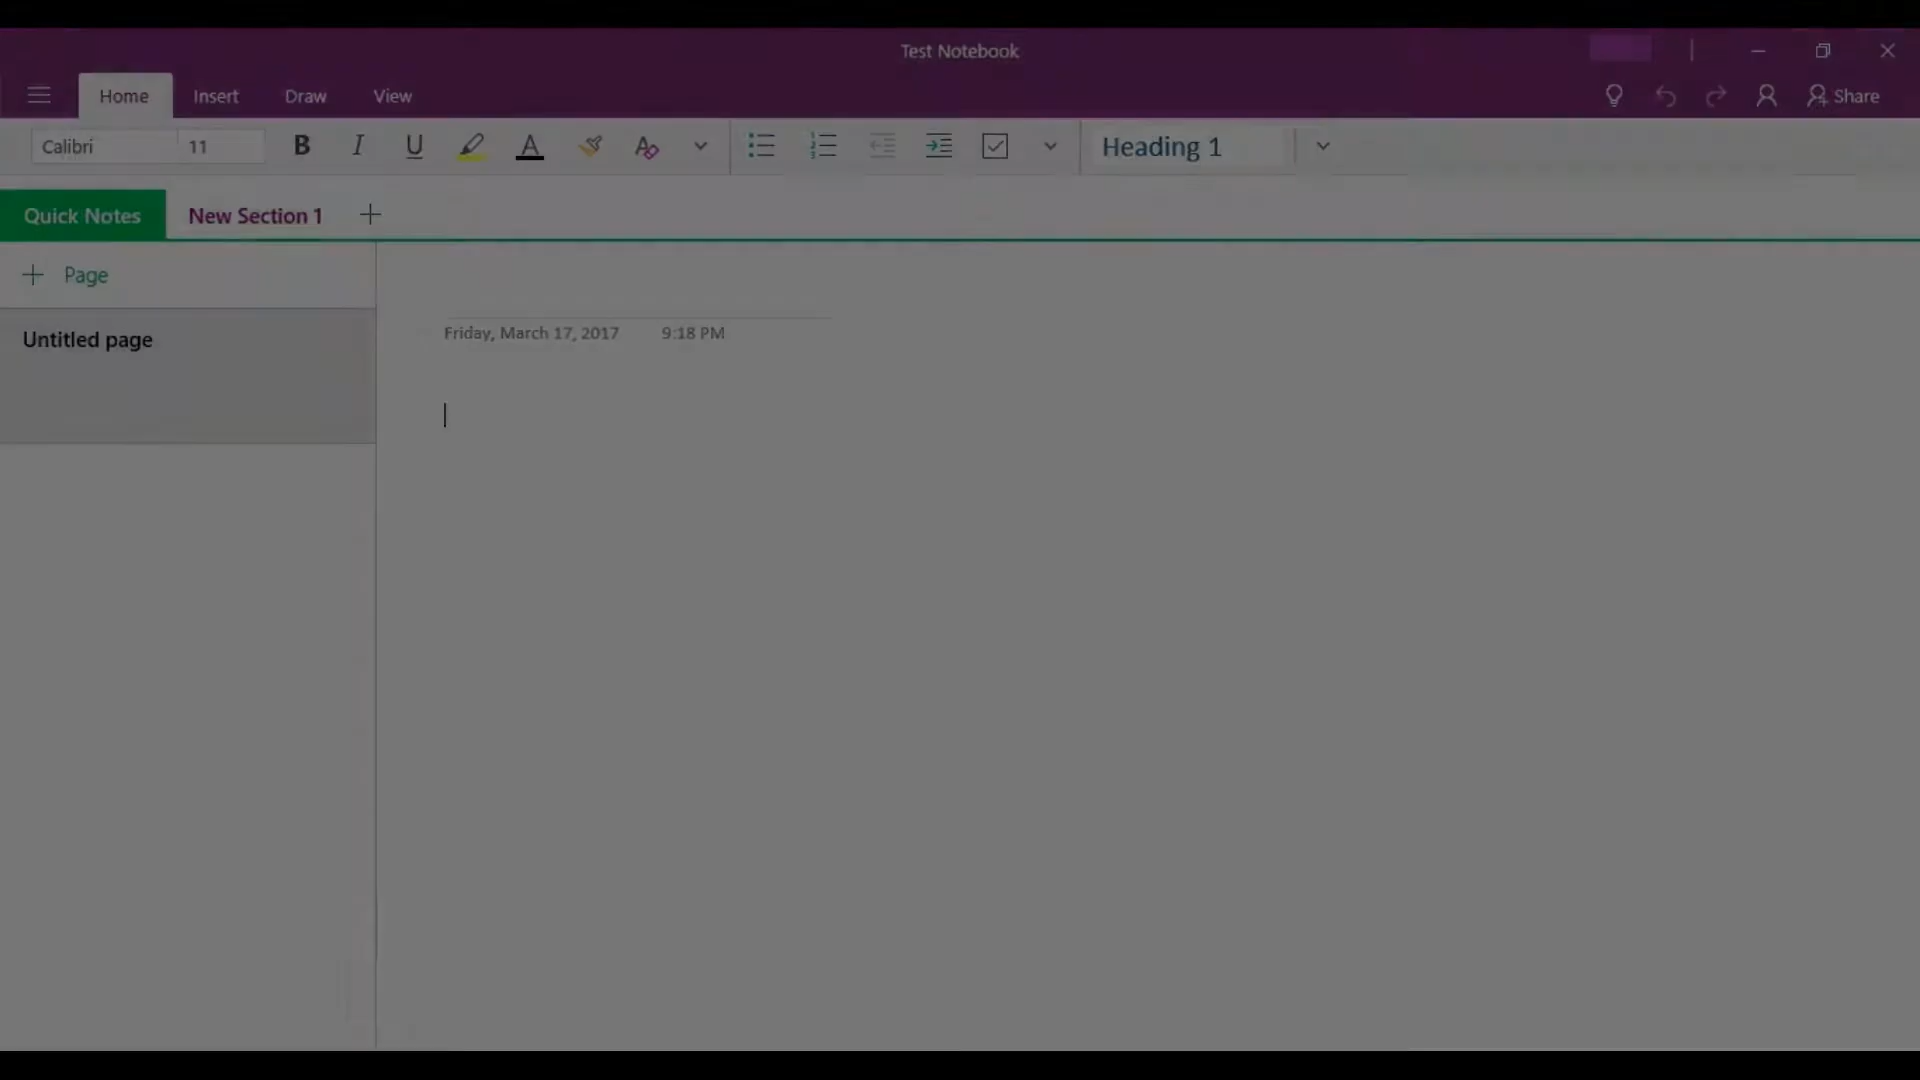 Test Notebook
Home Insert Draw View Share
Calibri 11 B I U A A Heading 1
Quick Notes New Section 1
Page
Untitled page
Friday, March 17, 2017 9:18 PM